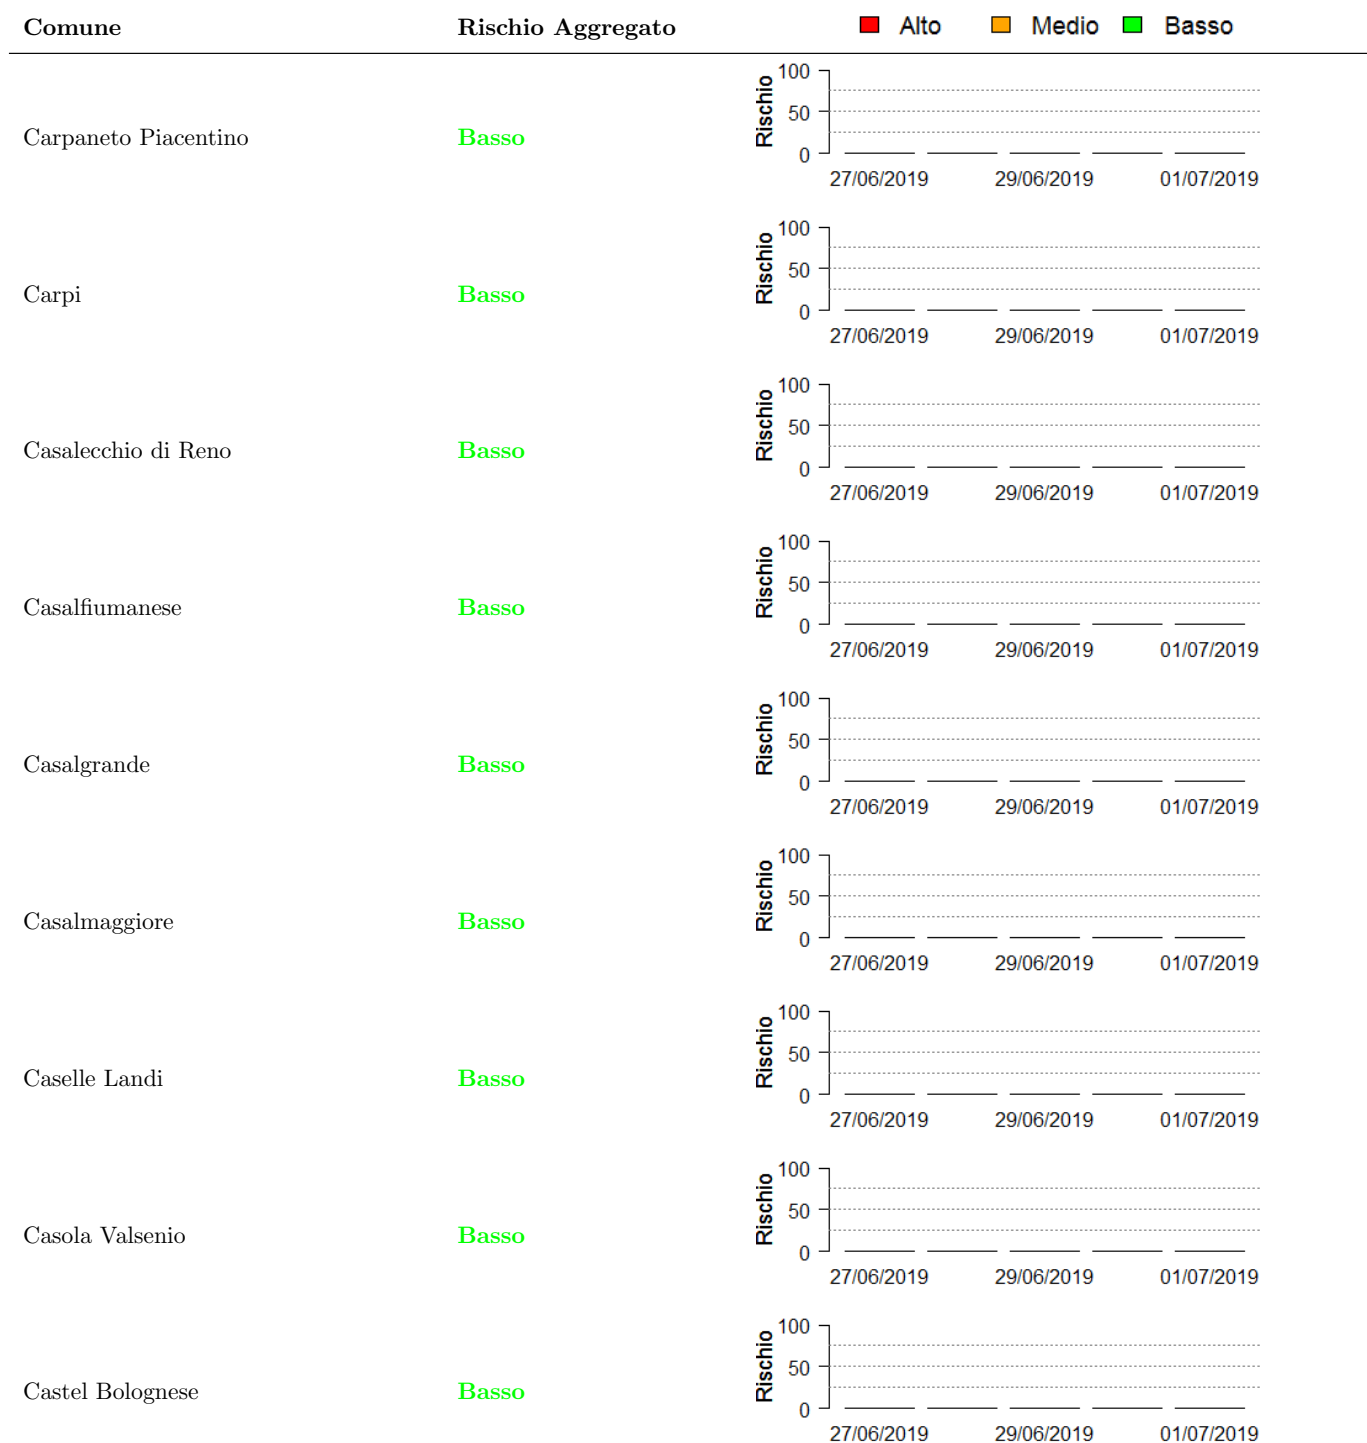 Comune Rischio Aggregato Alto Medio Basso
100
Rischio
50
Carpaneto Piacentino Basso
0
27/06/2019 29/06/2019 01/07/2019
100
Rischio
50
Carpi Basso
0
27/06/2019 29/06/2019 01/07/2019
100
Rischio
50
Casalecchio di Reno Basso
0
27/06/2019 29/06/2019 01/07/2019
100
Rischio
50
Casalfiumanese Basso
0
27/06/2019 29/06/2019 01/07/2019
100
Rischio
50
Casalgrande Basso
0
27/06/2019 29/06/2019 01/07/2019
100
Rischio
50
Casalmaggiore Basso
0
27/06/2019 29/06/2019 01/07/2019
100
Rischio
50
Caselle Landi Basso
0
27/06/2019 29/06/2019 01/07/2019
100
Rischio
50
Casola Valsenio Basso
0
27/06/2019 29/06/2019 01/07/2019
100
Rischio
50
Castel Bolognese Basso
0
27/06/2019 29/06/2019 01/07/2019